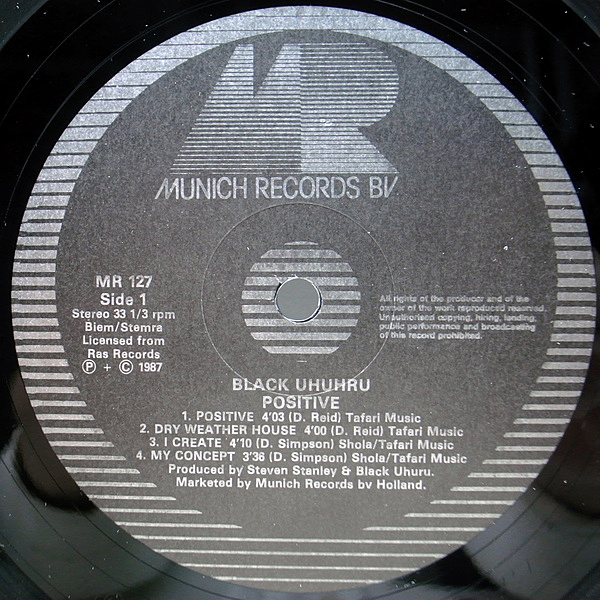 MR
MUNICH RECORDS BV
MR 127
Side 1
Stereo 33 1/3 rpm
Biem/Stemra
Licensed from
Ras Records
Ⓟ + © 1987
All rights of the producer and of the
owner of the work reproduced reserved.
Unauthorised copying, hiring, lending,
public performance and broadcasting
of this record prohibited.
BLACK UHUHRU
POSITIVE
1. POSITIVE 4'03 (D. Reid) Tafari Music
2. DRY WEATHER HOUSE 4'00 (D. Reid) Tafari Music
3. I CREATE 4'10 (D. Simpson) Shola/Tafari Music
4. MY CONCEPT 3'36 (D. Simpson) Shola/Tafari Music
Produced by Steven Stanley & Black Uhuru.
Marketed by Munich Records bv Holland.